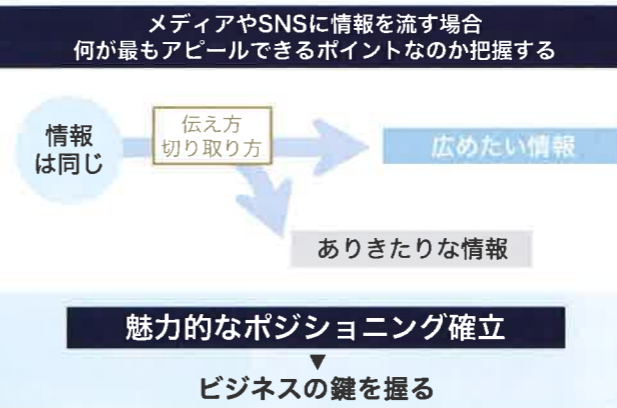 メディアやSNSに情報を流す場合
何が最もアピールできるポイントなのか把握する
情報
は同じ
伝え方
切り取り方
広めたい情報
ありきたりな情報
魅力的なポジショニング確立
▼
ビジネスの鍵を握る